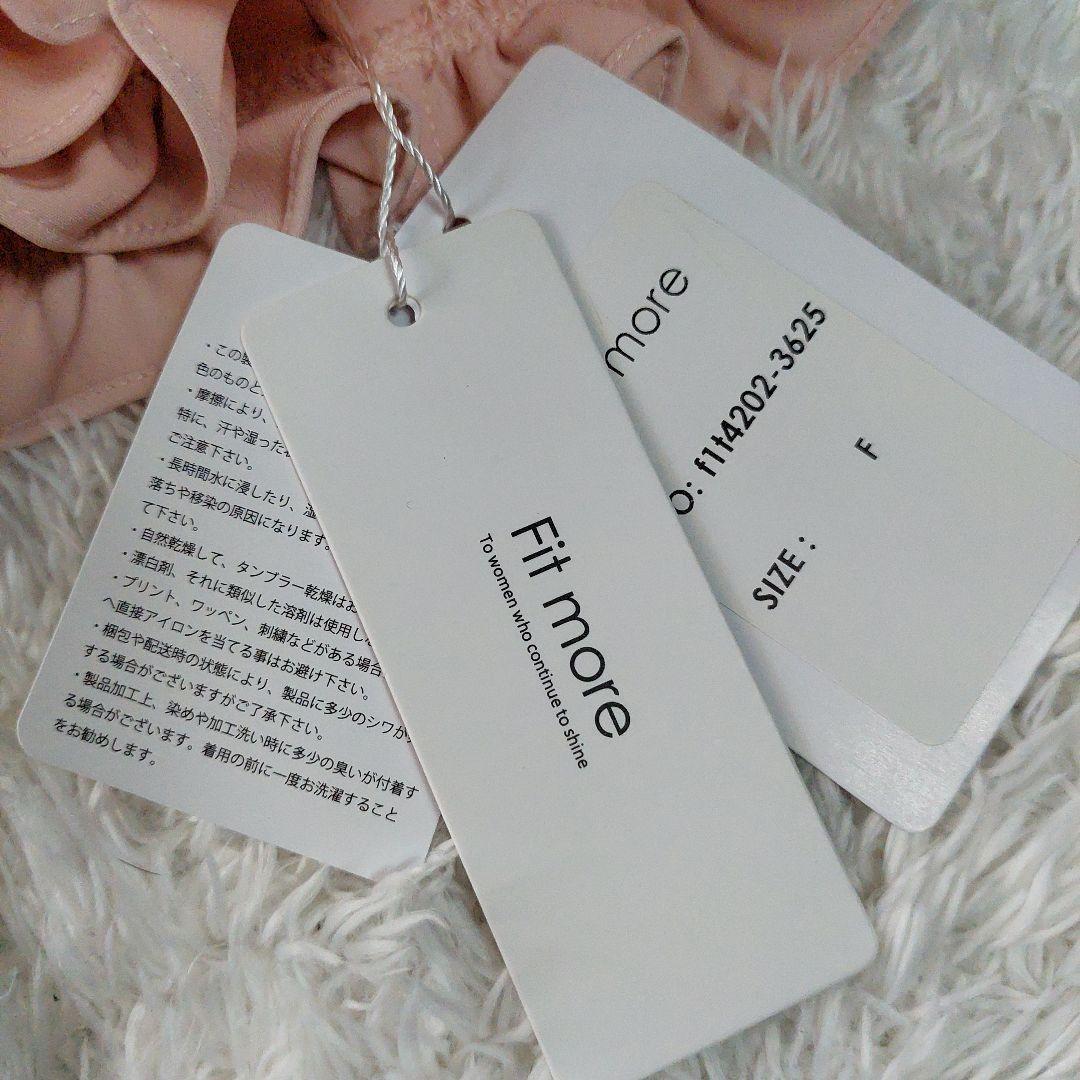 ・この製
色のものと
・摩擦により、
特に、汗や湿った
ご注意下さい。
・長時間水に浸したり、
落ちや移染の原因になります。
て下さい。
・自然乾燥して、タンブラー乾燥はお
・漂白剤、それに類似した溶剤は使用し
・プリント、ワッペン、刺繍などがある場合
へ直接アイロンを当てる事はお避け下さい。
・梱包や配送時の状態により、製品に多少のシワが
する場合がございますがご了承下さい。
・製品加工上、染めや加工洗い時に多少の臭いが付着す
る場合がございます。着用の前に一度お洗濯すること
をお勧めします。
Fit more
To women who continue to shine
more
O: f1t4202-3625
SIZE : F